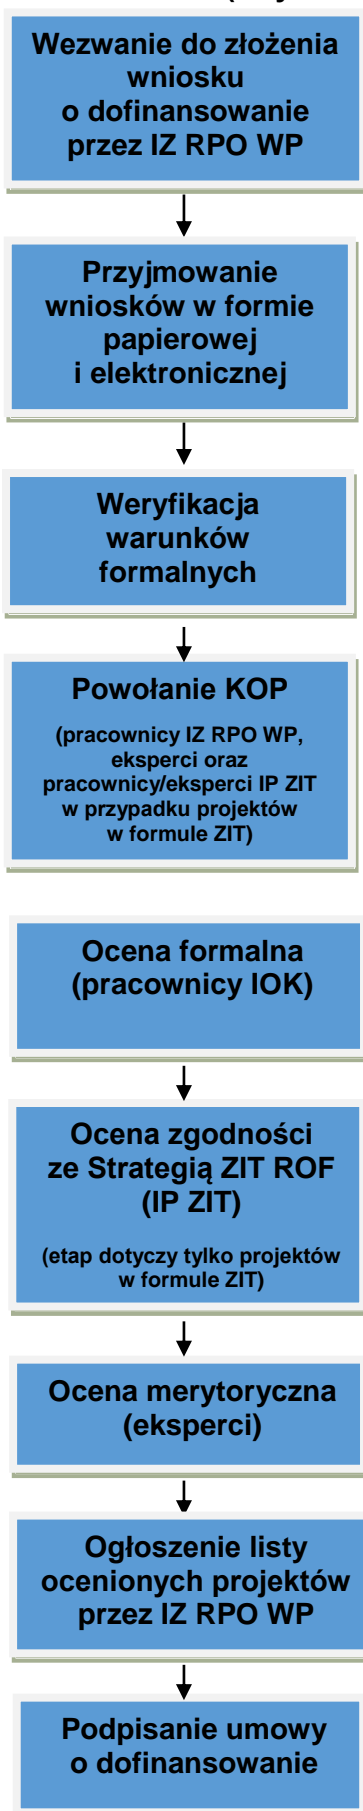 Wezwanie do złożenia
wniosku
o dofinansowanie
przez IZ RPO WP
Przyjmowanie
wniosków w formie
papierowej
i elektronicznej
Weryfikacja
warunków
formalnych
Powołanie KOP
(pracownicy IZ RPO WP,
eksperci oraz
pracownicy/eksperci IP ZIT
w przypadku projektów
w formule ZIT)
Ocena formalna
(pracownicy IOK)
Ocena zgodności
ze Strategią ZIT ROF
(IP ZIT)
(etap dotyczy tylko projektów
w formule ZIT)
Ocena merytoryczna
(eksperci)
Ogłoszenie listy
ocenionych projektów
przez IZ RPO WP
Podpisanie umowy
o dofinansowanie